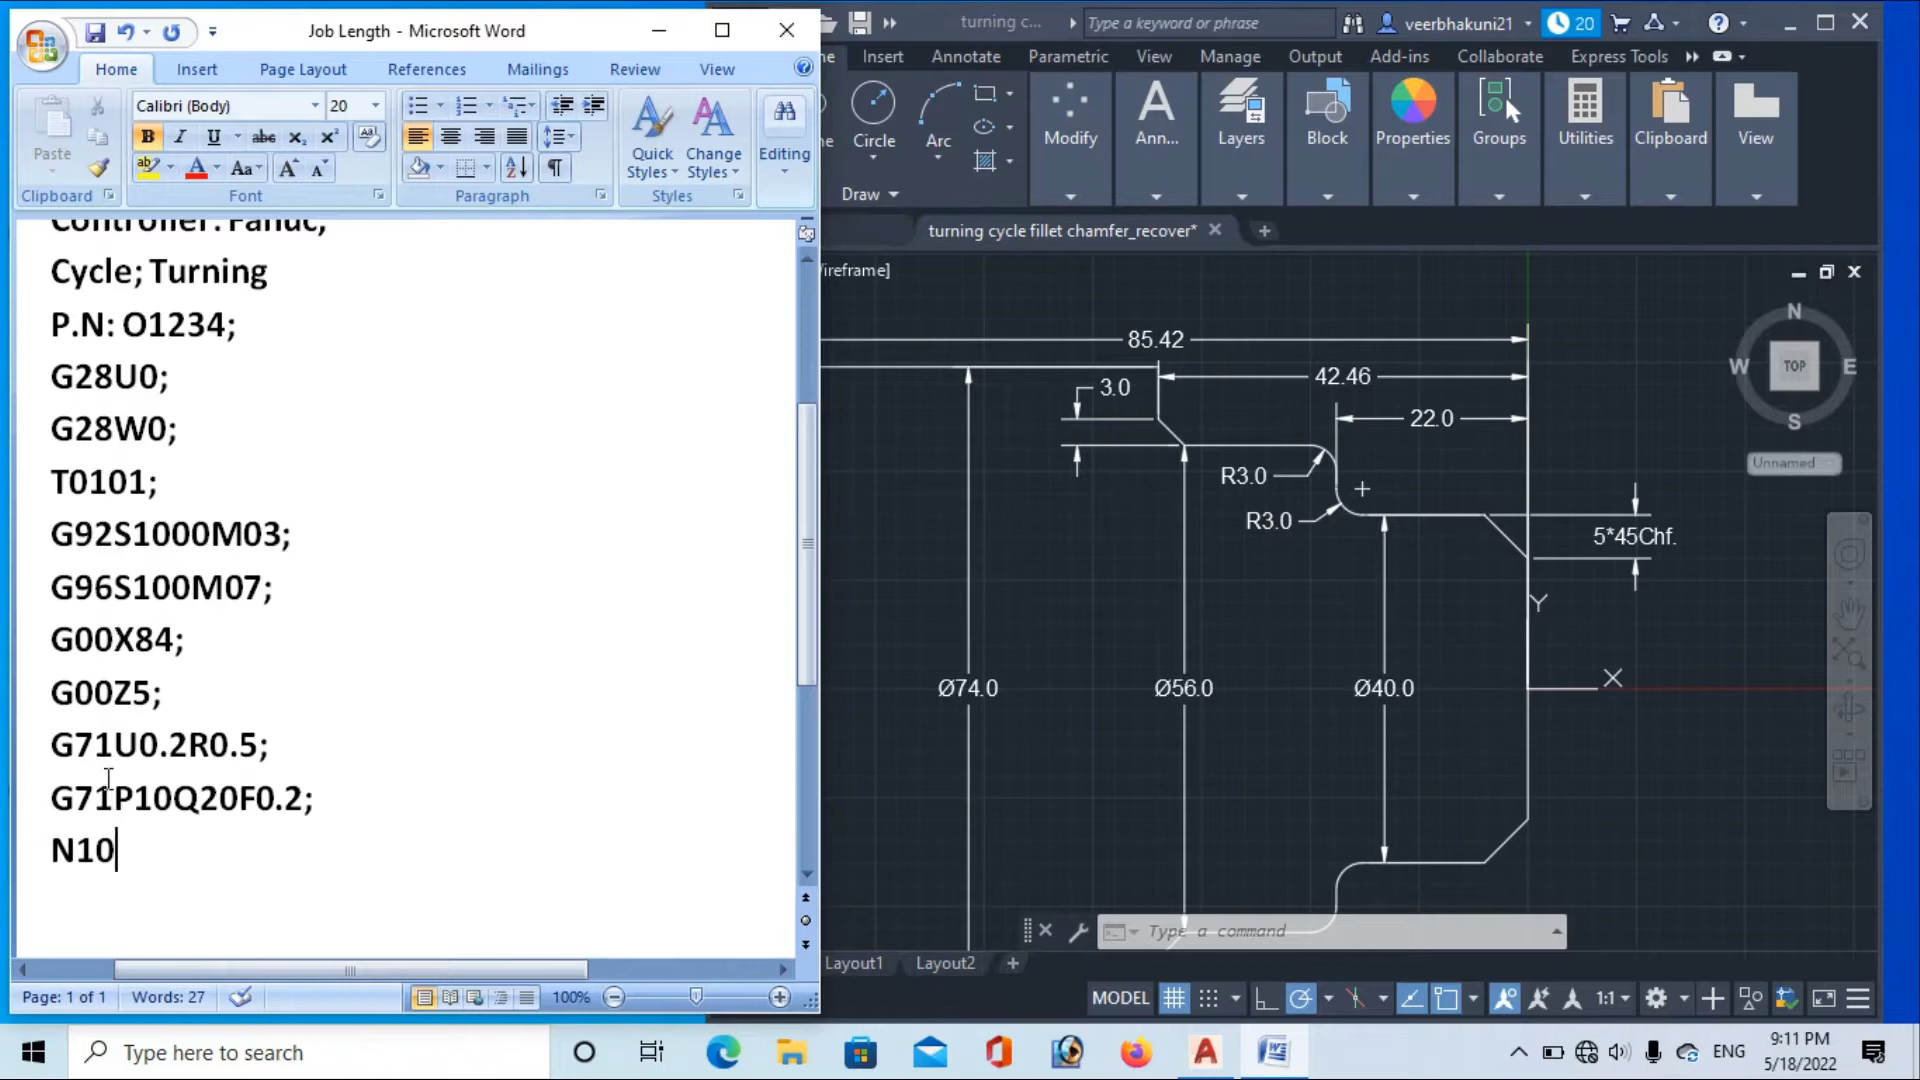 Job Length - Microsoft Word
Home
Insert
Page Layout
References
Mailings
Review
View
Paste
Calibri (Body)
20
Quick Styles
Change Styles
Editing
Clipboard
Font
Paragraph
Styles
Controller: Fanuc,
Cycle; Turning
P.N: O1234;
G28U0;
G28W0;
T0101;
G92S1000M03;
G96S100M07;
G00X84;
G00Z5;
G71U0.2R0.5;
G71P10Q20F0.2;
N10
Page: 1 of 1
Words: 27
100%
turning c...
Type a keyword or phrase
veerbhakuni21
20
Insert
Annotate
Parametric
View
Manage
Output
Add-ins
Collaborate
Express Tools
Circle
Arc
Modify
Ann...
Layers
Block
Properties
Groups
Utilities
Clipboard
View
Draw
turning cycle fillet chamfer_recover*
Wireframe]
85.42
42.46
22.0
3.0
R3.0
R3.0
5*45Chf.
Ø74.0
Ø56.0
Ø40.0
Y
X
N
W
TOP
E
S
Unnamed
Type a command
Layout1
Layout2
MODEL
1:1
Type here to search
ENG
9:11 PM
5/18/2022